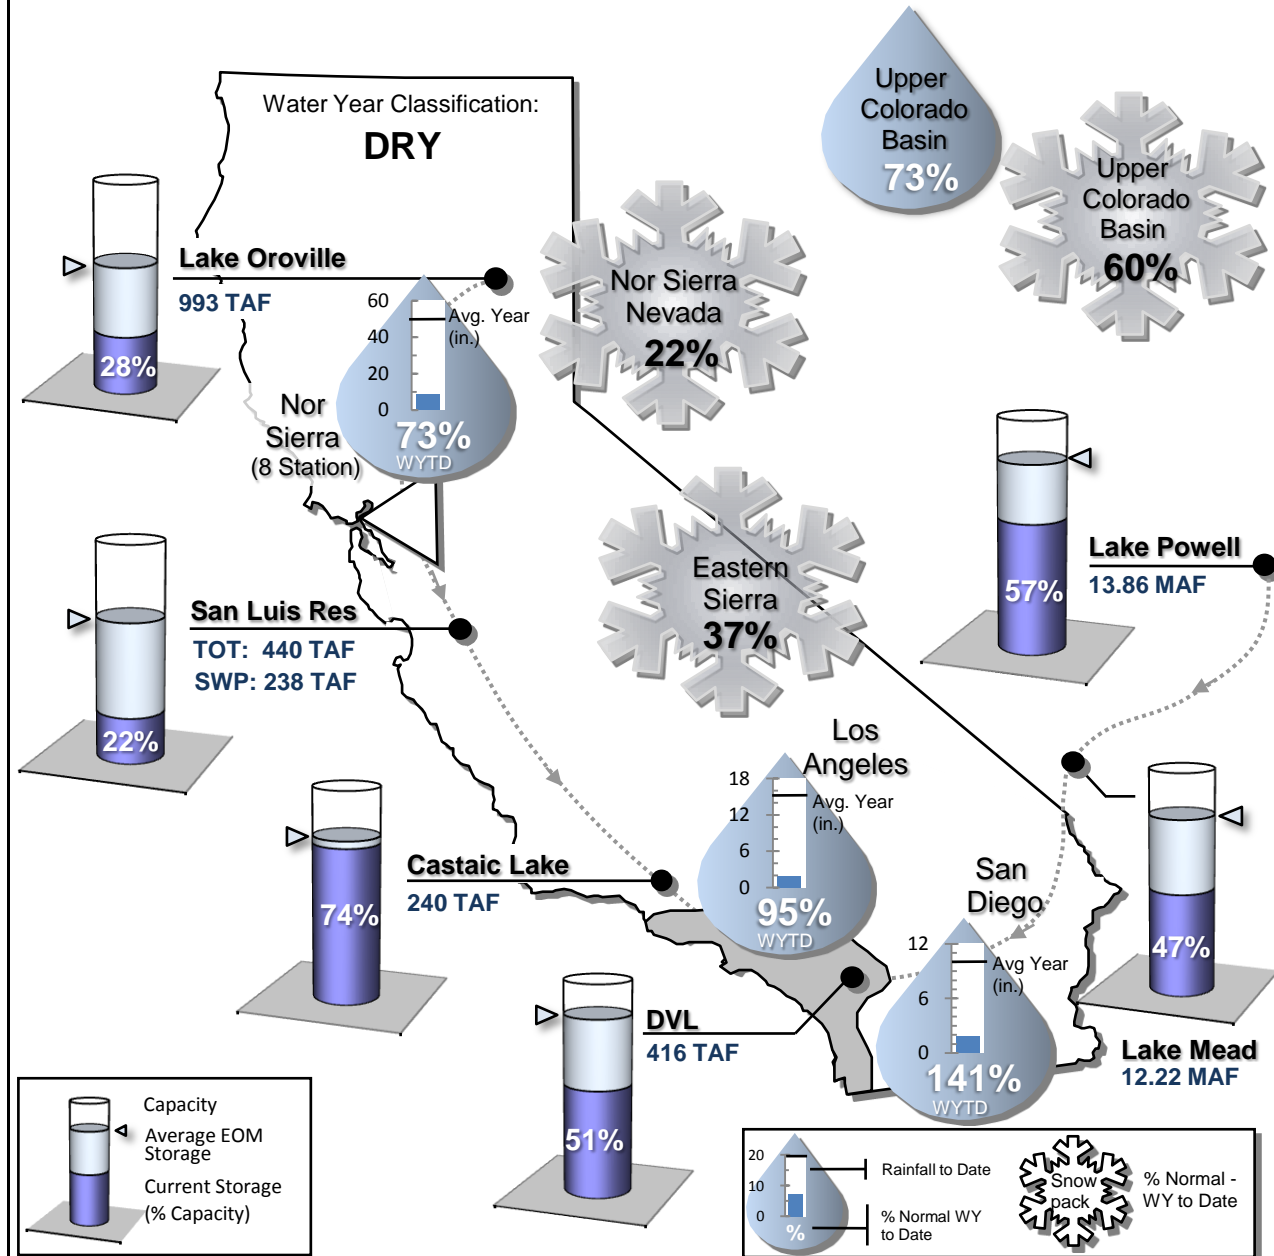 Water Year Classification:
DRY
Upper
Colorado
Basin
73%
Upper
Colorado
Basin
60%
Lake Oroville
993 TAF
28%
60
40
20
0
Avg. Year
(in.)
73%
WYTD
Nor
Sierra
(8 Station)
Nor Sierra
Nevada
22%
Eastern
Sierra
37%
San Luis Res
TOT: 440 TAF
SWP: 238 TAF
22%
Lake Powell
13.86 MAF
57%
Los
Angeles
18
12
6
0
Avg. Year
(in.)
95%
WYTD
Castaic Lake
240 TAF
74%
San
Diego
12
6
0
Avg Year
(in.)
141%
WYTD
47%
Lake Mead
12.22 MAF
DVL
416 TAF
51%
Capacity
Average EOM
Storage
Current Storage
(% Capacity)
20
10
0
%
Rainfall to Date
% Normal WY
to Date
Snow
pack
% Normal -
WY to Date